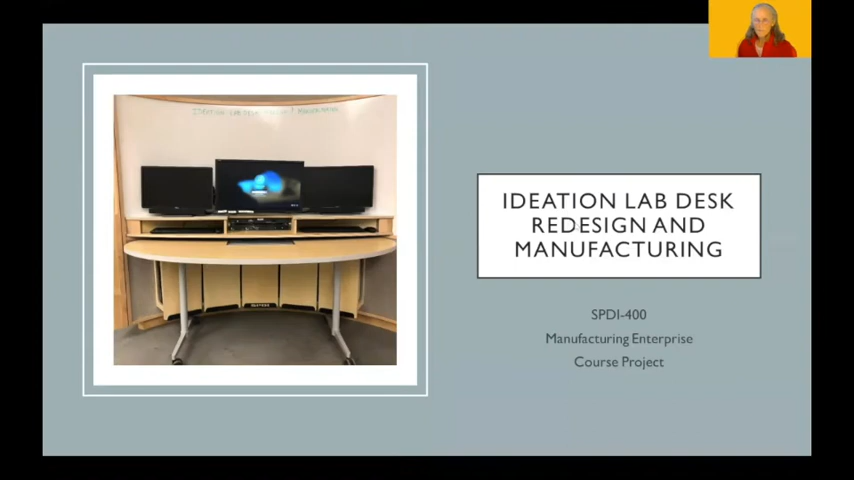 IDEATION LAB DESK
REDESIGN AND
MANUFACTURING
SPDI-400
Manufacturing Enterprise
Course Project